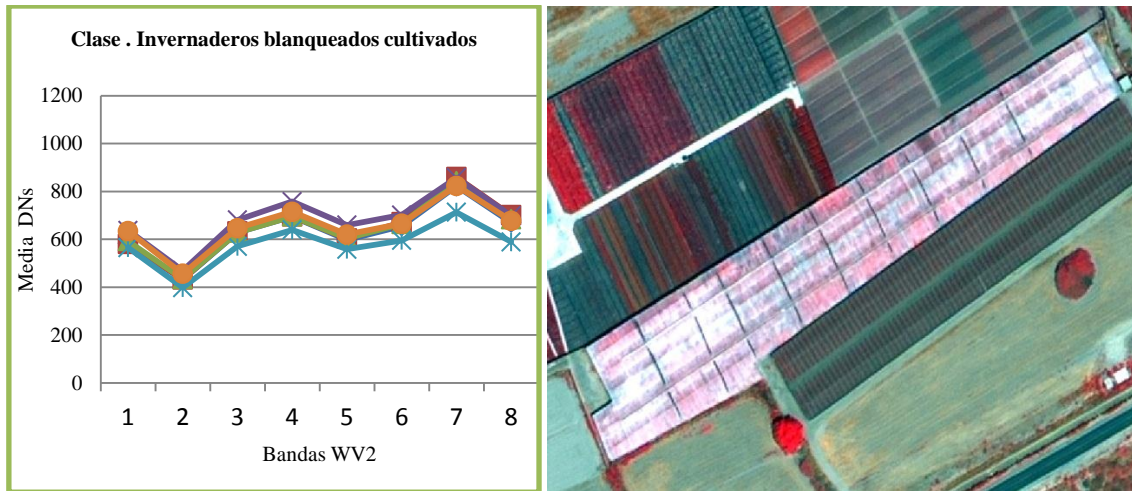 Clase . Invernaderos blanqueados cultivados
1200
1000
800
600
400
200
0
Media DNs
1 2 3 4 5 6 7 8
Bandas WV2